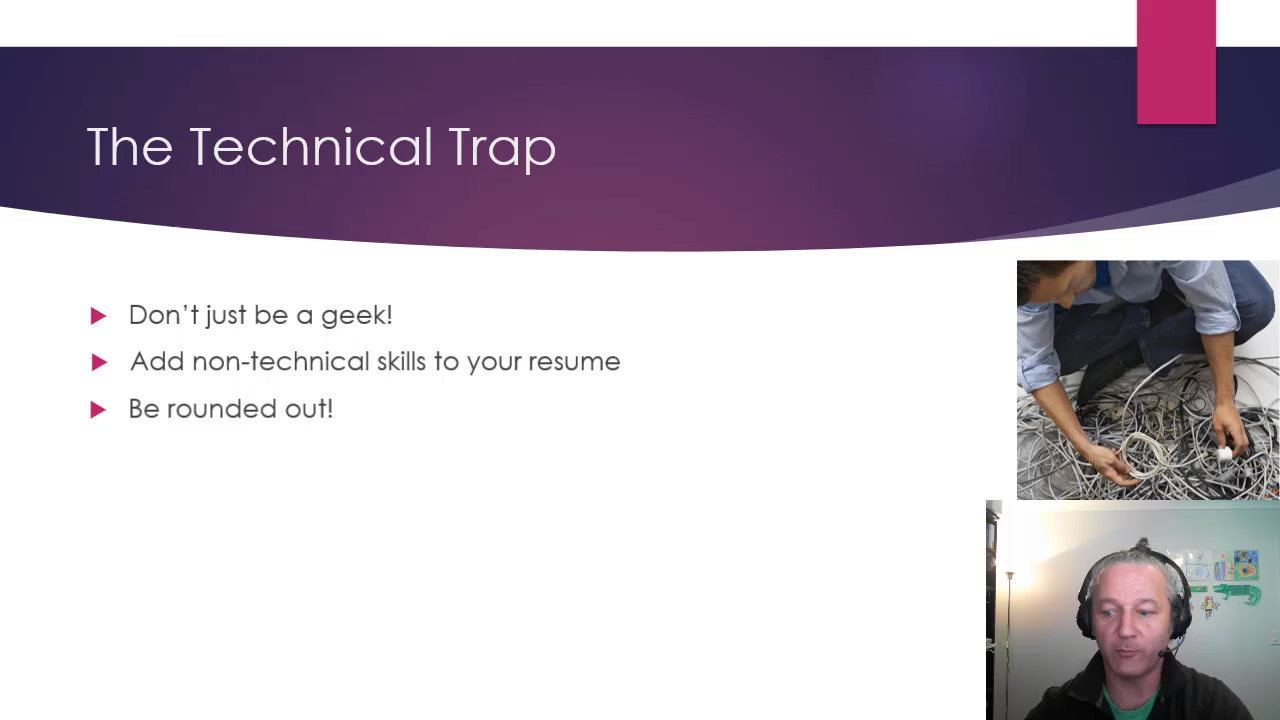 The Technical Trap
Don't just be a geek!
Add non-technical skills to your resume
Be rounded out!